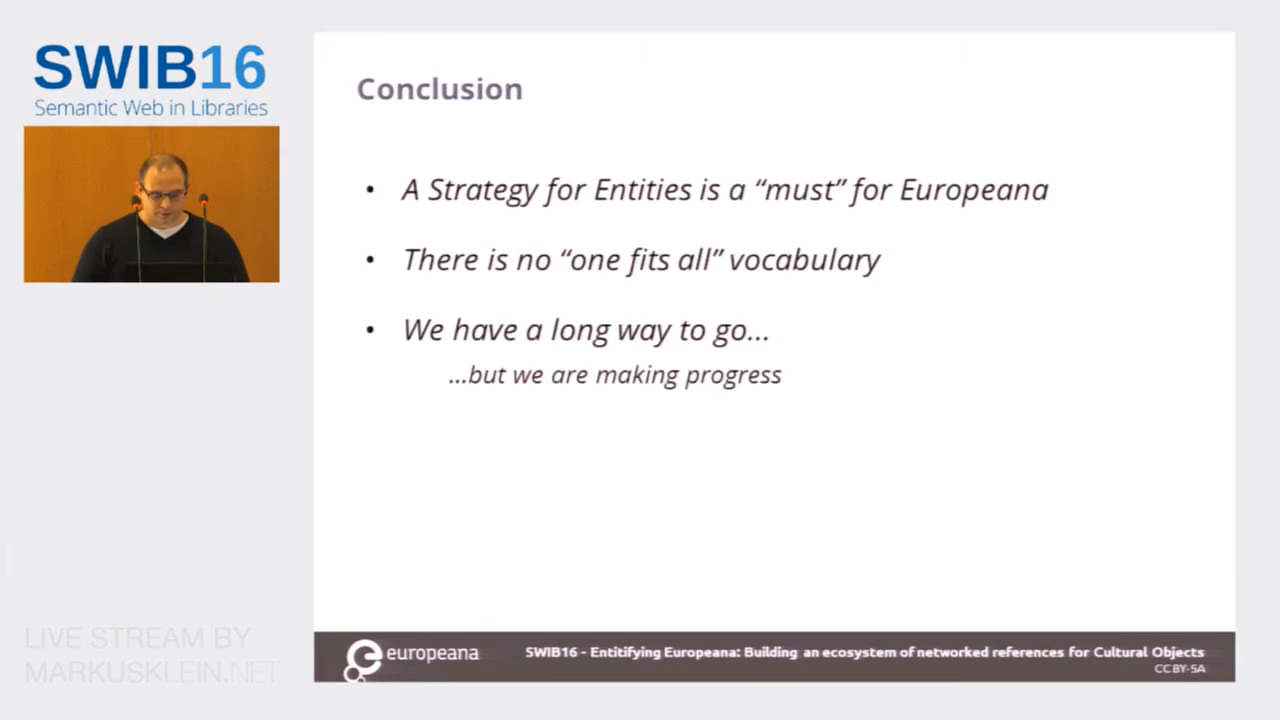 SWIB16
Semantic Web in Libraries
Conclusion
• A Strategy for Entities is a “must” for Europeana
• There is no “one fits all” vocabulary
• We have a long way to go...
...but we are making progress
europeana
SWIB16 - Entitifying Europeana: Building an ecosystem of networked references for Cultural Objects
CC BY-SA
LIVE STREAM BY
MARKUSKLEIN.NET